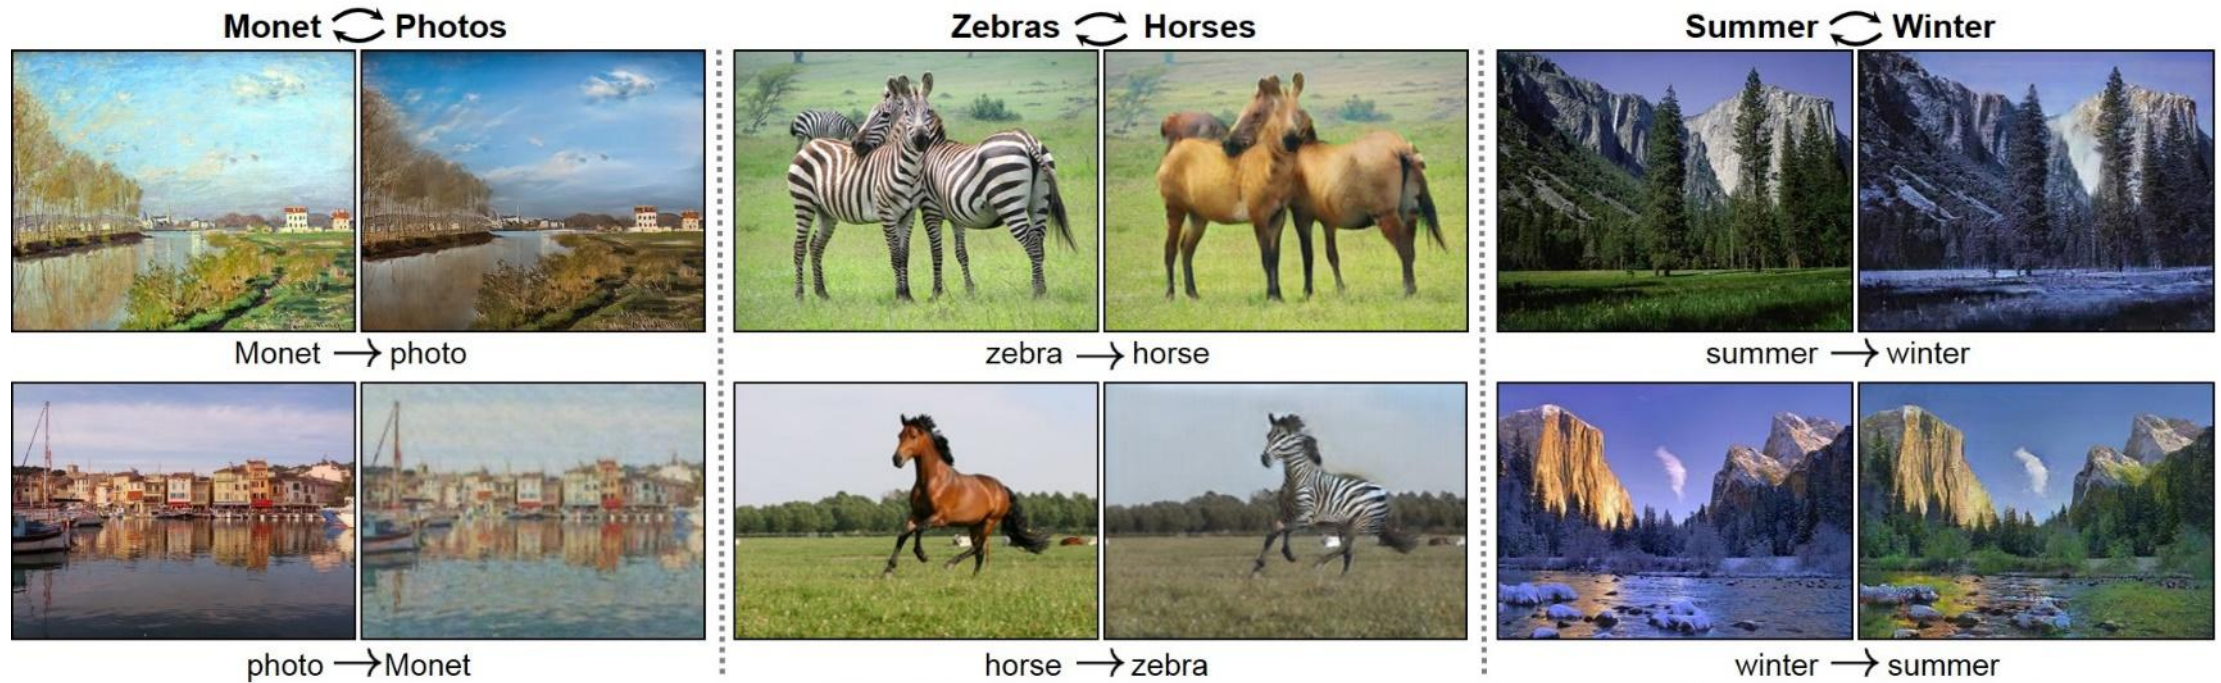 Monet Photos
Zebras Horses
Summer Winter
Monet → photo
zebra → horse
summer → winter
photo → Monet
horse → zebra
winter → summer